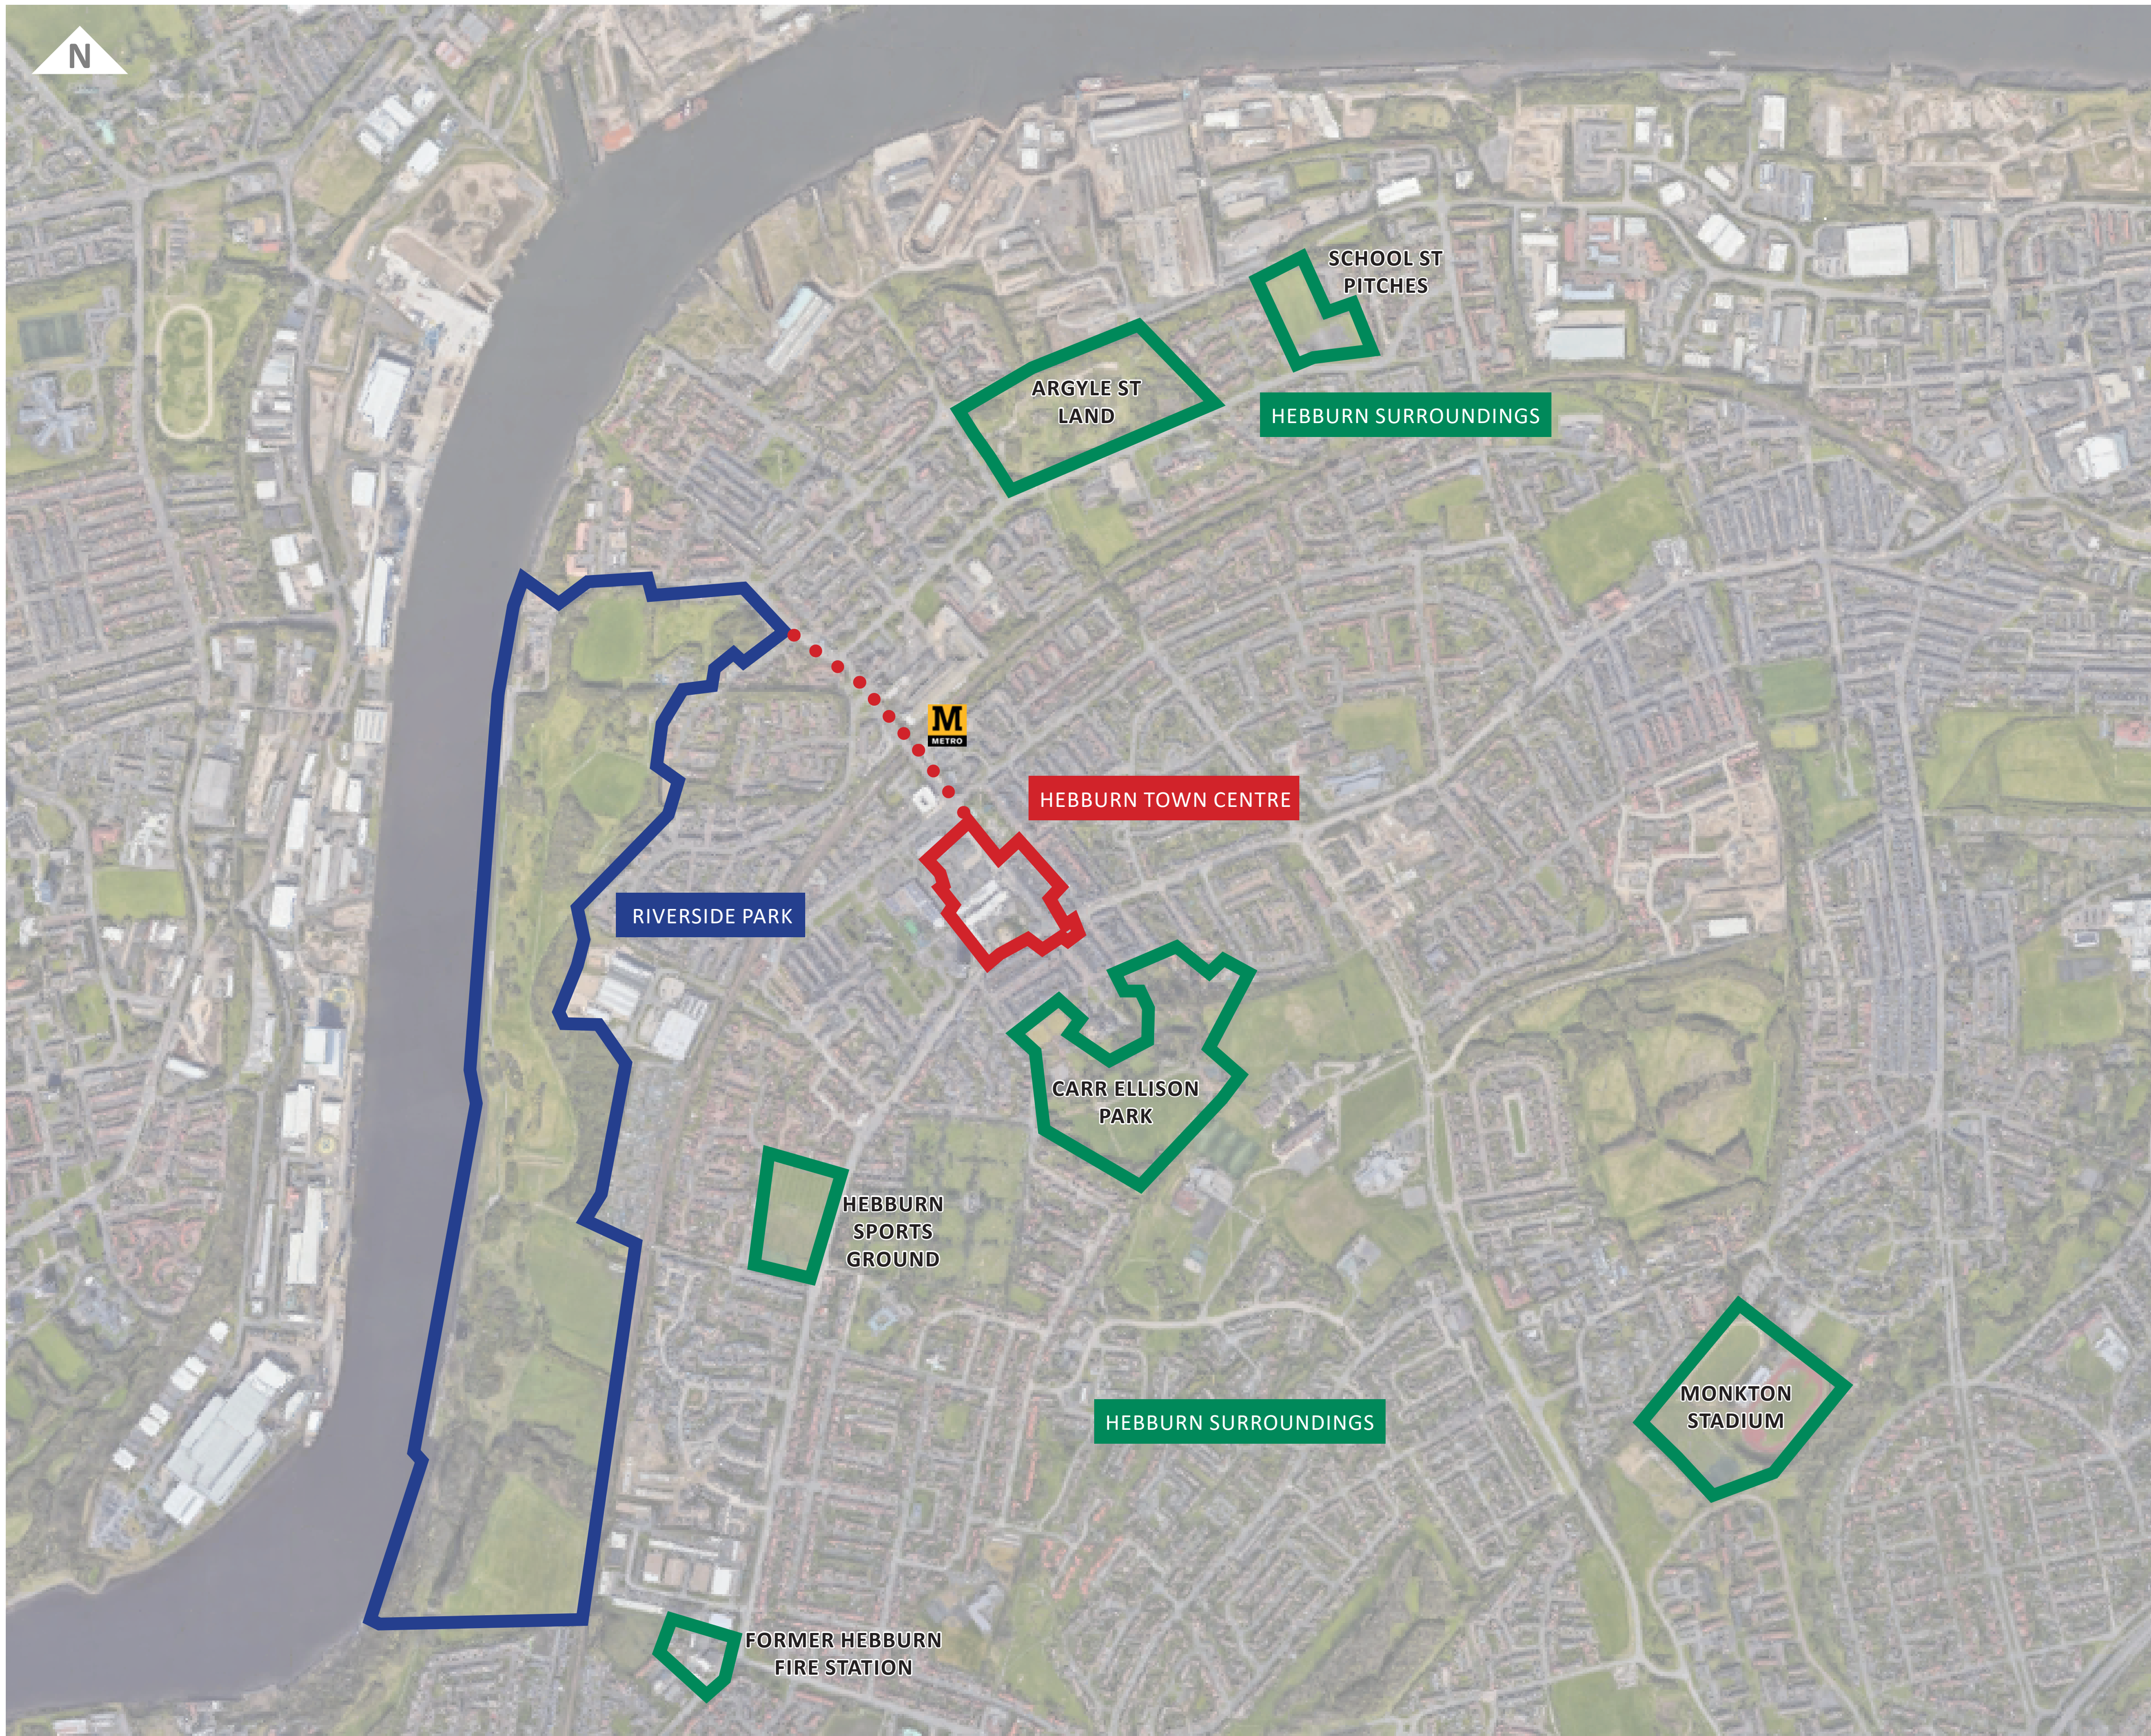 N
SCHOOL ST
PITCHES
ARGYLE ST
LAND
HEBBURN SURROUNDINGS
M
METRO
HEBBURN TOWN CENTRE
RIVERSIDE PARK
CARR ELLISON
PARK
HEBBURN
SPORTS
GROUND
MONKTON
STADIUM
HEBBURN SURROUNDINGS
FORMER HEBBURN
FIRE STATION